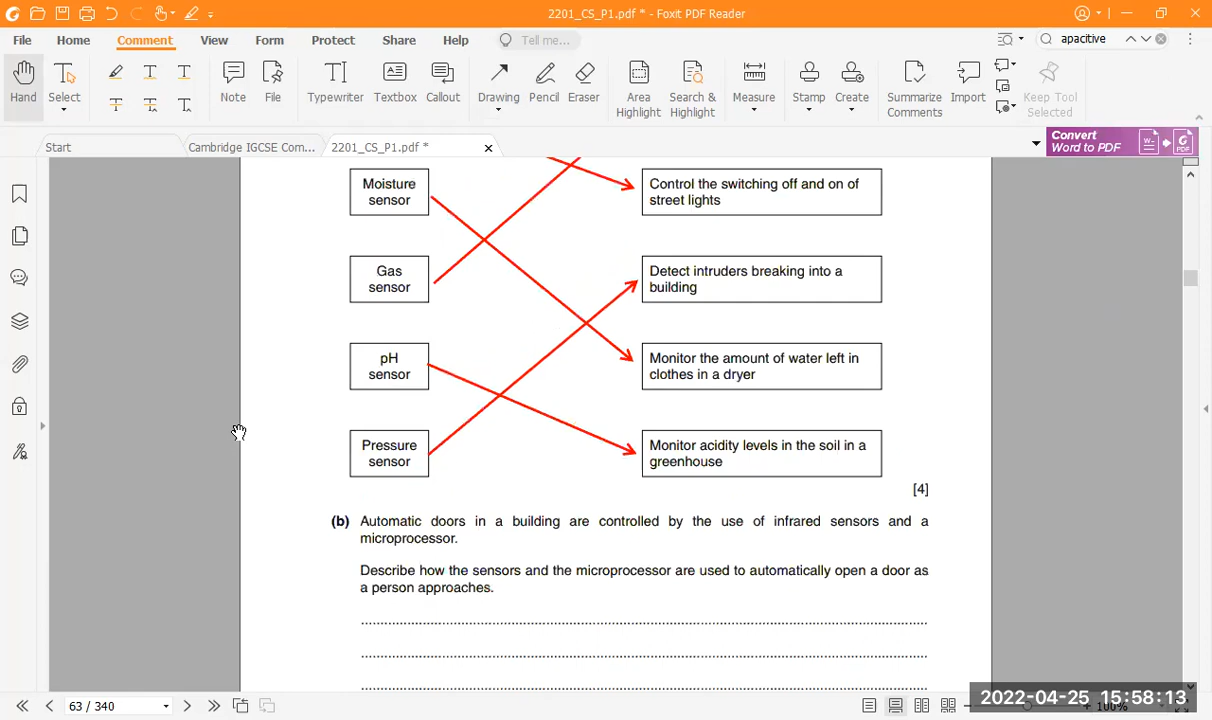 2201_CS_P1.pdf * - Foxit PDF Reader
File Home Comment View Form Protect Share Help Tell me... apacitive
Hand Select Note File Typewriter Textbox Callout Drawing Pencil Eraser Area Highlight Search & Highlight Measure Stamp Create Summarize Comments Import Keep Tool Selected
Start Cambridge IGCSE Com... 2201_CS_P1.pdf * Convert Word to PDF
Moisture
sensor
Control the switching off and on of
street lights
Gas
sensor
Detect intruders breaking into a
building
pH
sensor
Monitor the amount of water left in
clothes in a dryer
Pressure
sensor
Monitor acidity levels in the soil in a
greenhouse
[4]
(b) Automatic doors in a building are controlled by the use of infrared sensors and a
microprocessor.
Describe how the sensors and the microprocessor are used to automatically open a door as
a person approaches.
63 / 340
2022-04-25 15:58:13